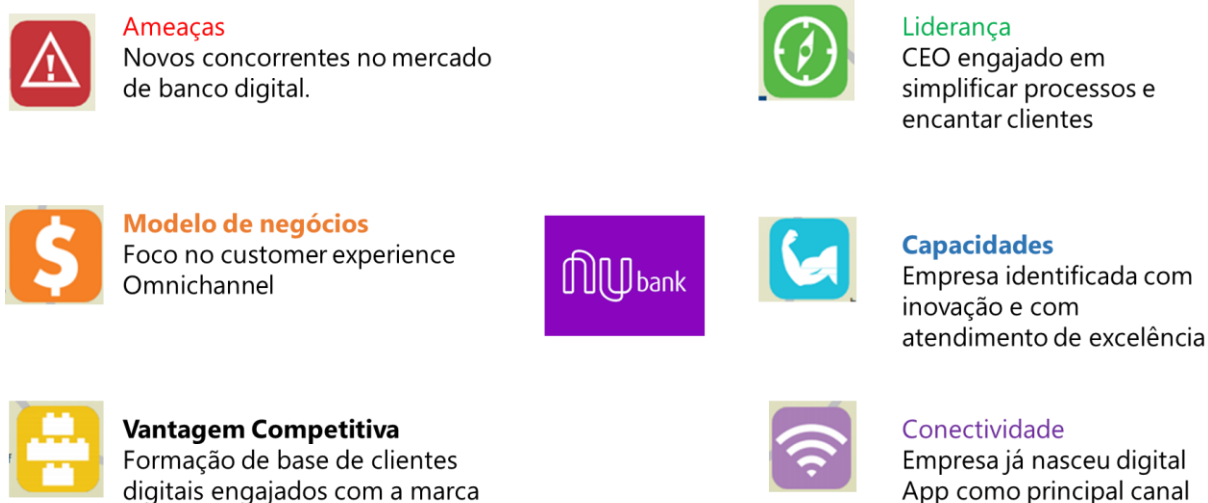 Ameaças
Novos concorrentes no mercado
de banco digital.
Liderança
CEO engajado em
simplificar processos e
encantar clientes
Modelo de negócios
Foco no customer experience
Omnichannel
nu bank
Capacidades
Empresa identificada com
inovação e com
atendimento de excelência
Vantagem Competitiva
Formação de base de clientes
digitais engajados com a marca
Conectividade
Empresa já nasceu digital
App como principal canal